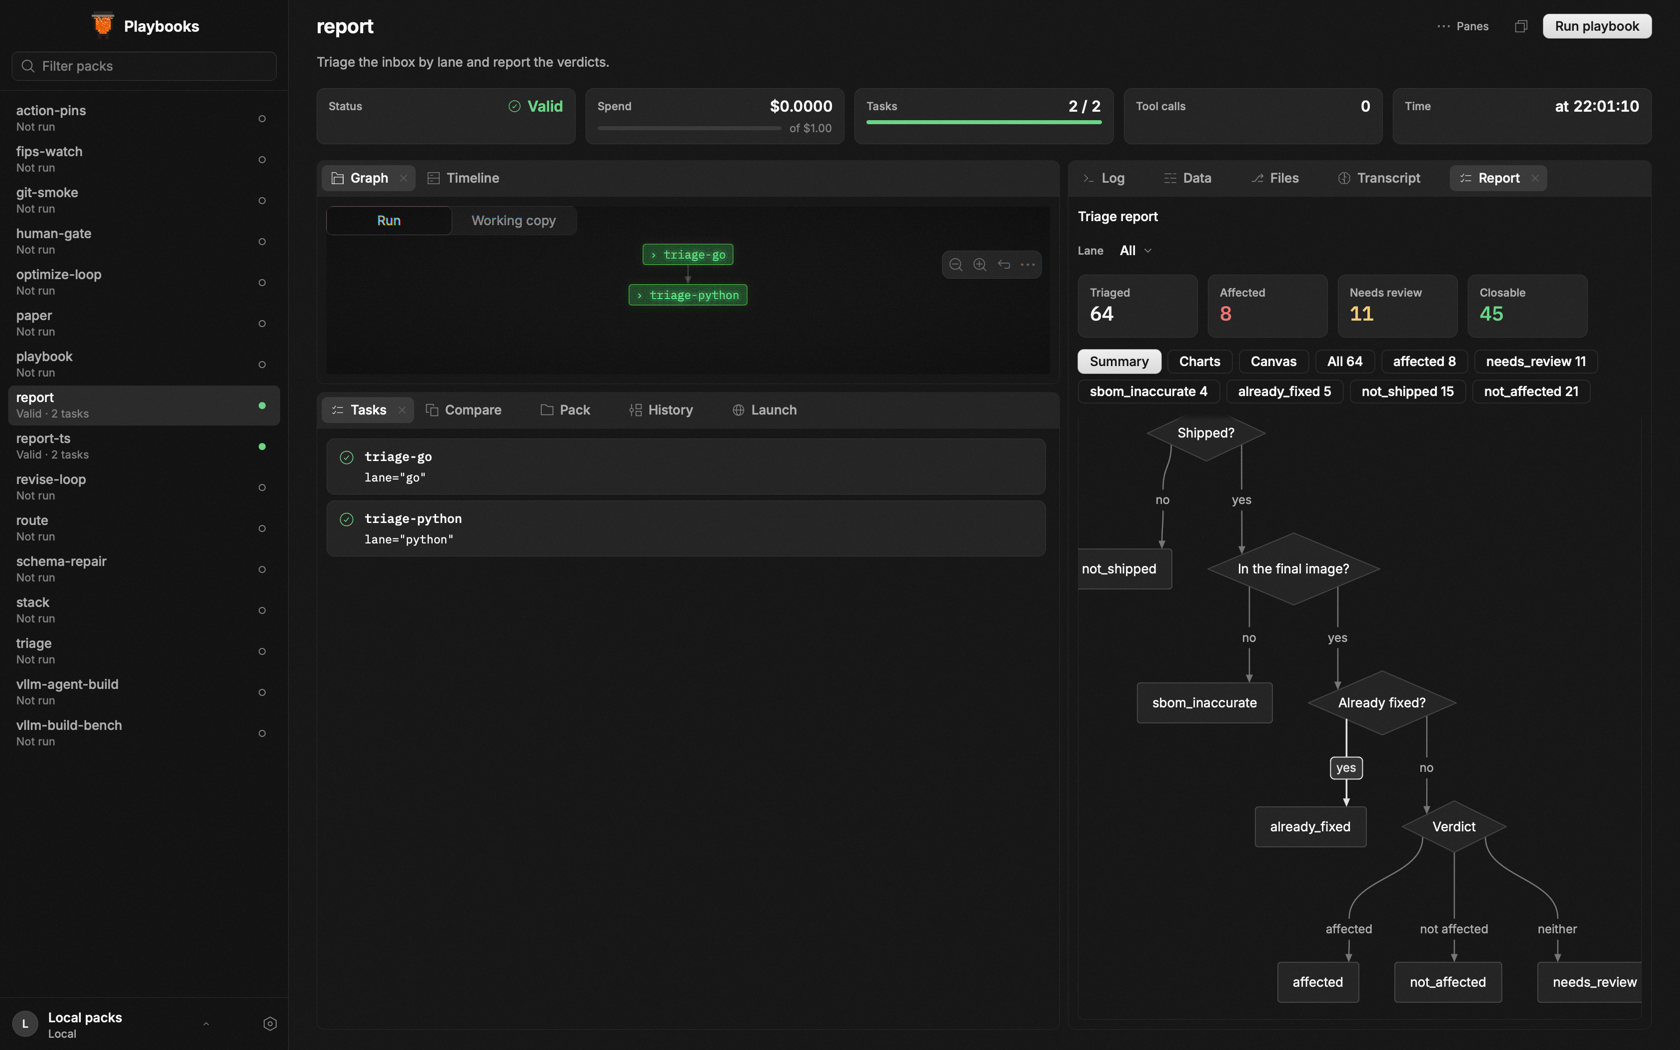 Playbooks
Filter packs
action-pins
Not run
fips-watch
Not run
git-smoke
Not run
human-gate
Not run
optimize-loop
Not run
paper
Not run
playbook
Not run
report
Valid · 2 tasks
report-ts
Valid · 2 tasks
revise-loop
Not run
route
Not run
schema-repair
Not run
stack
Not run
triage
Not run
vllm-agent-build
Not run
vllm-build-bench
Not run
L
Local packs
Local
report
Panes
Run playbook
Triage the inbox by lane and report the verdicts.
Status
Valid
Spend
$0.0000
of $1.00
Tasks
2 / 2
Tool calls
0
Time
at 22:01:10
Graph
Timeline
Run
Working copy
› triage-go
› triage-python
Tasks
Compare
Pack
History
Launch
triage-go
lane="go"
triage-python
lane="python"
Log
Data
Files
Transcript
Report
Triage report
Lane
All
Triaged
64
Affected
8
Needs review
11
Closable
45
Summary
Charts
Canvas
All 64
affected 8
needs_review 11
sbom_inaccurate 4
already_fixed 5
not_shipped 15
not_affected 21
Shipped?
no
yes
not_shipped
In the final image?
no
yes
sbom_inaccurate
Already fixed?
yes
no
already_fixed
Verdict
affected
not affected
neither
affected
not_affected
needs_review